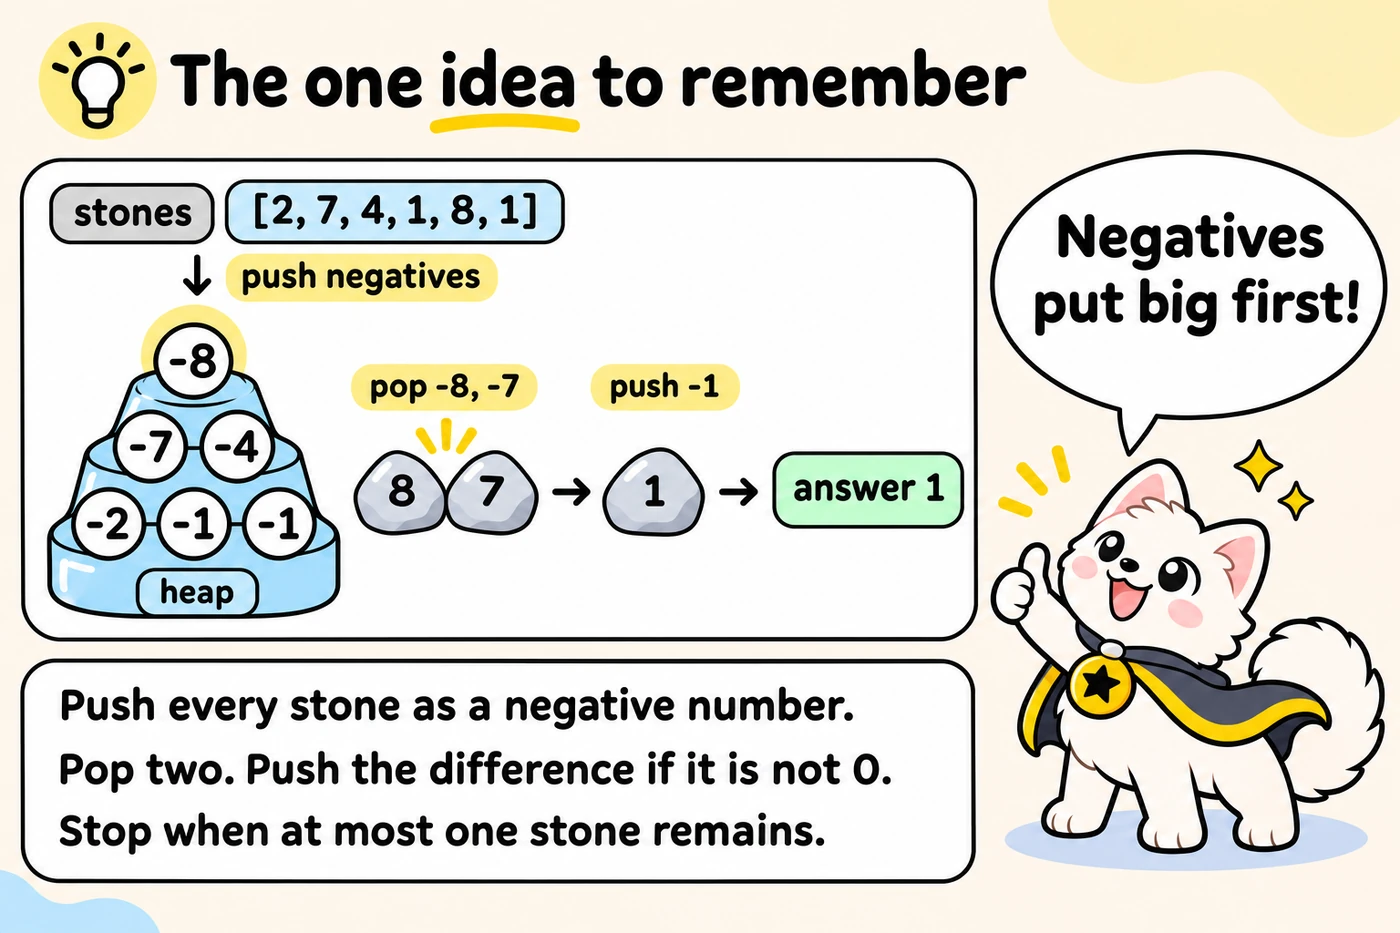 The one idea to remember
stones
[2, 7, 4, 1, 8, 1]
push negatives
-8
-7 -4
-2 -1 -1
heap
pop -8, -7
push -1
8 7
1
answer 1
Negatives
put big first!
Push every stone as a negative number.
Pop two. Push the difference if it is not 0.
Stop when at most one stone remains.